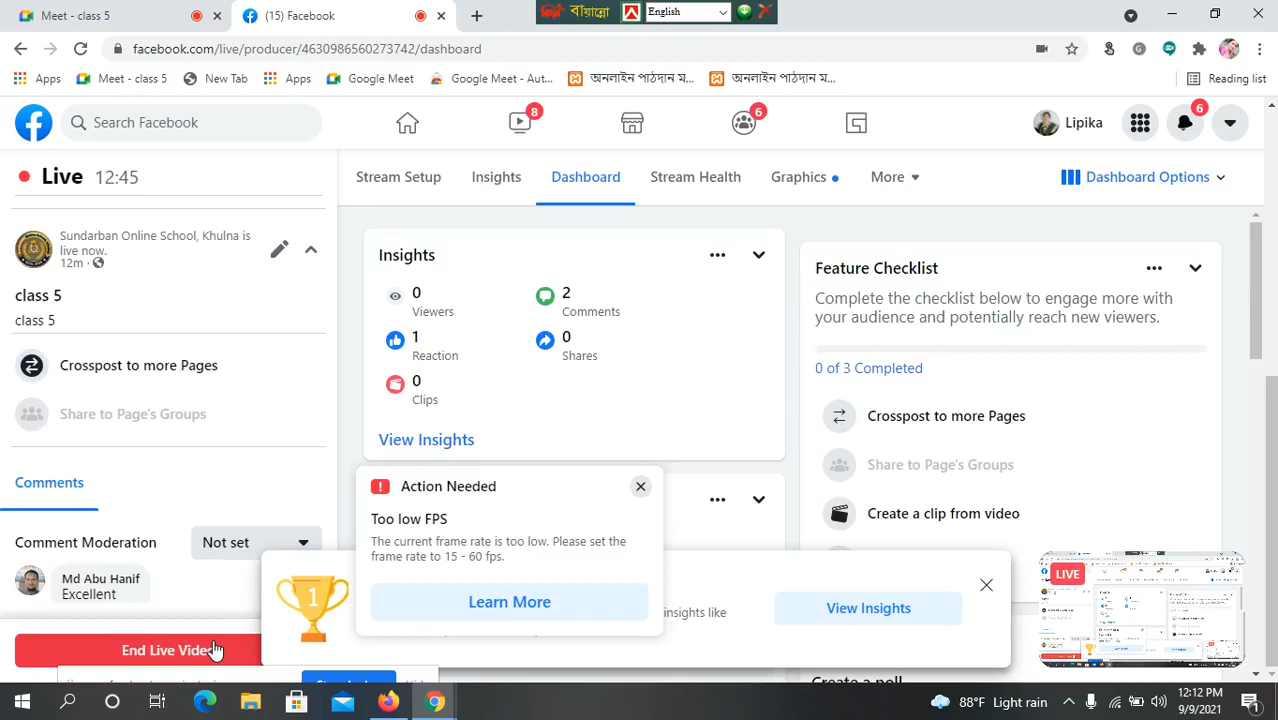 Meet - class 5
(15) Facebook
বায়ান্নো
English
facebook.com/live/producer/4630986560273742/dashboard
Apps
Meet - class 5
New Tab
Apps
Google Meet
Google Meet - Aut...
অনলাইন পাঠদান ম...
অনলাইন পাঠদান ম...
Reading list
Search Facebook
8
6
Lipika
6
Live 12:45
Stream Setup
Insights
Dashboard
Stream Health
Graphics
More
Dashboard Options
Sundarban Online School, Khulna is
live now.
12m
class 5
class 5
Crosspost to more Pages
Share to Page's Groups
Comments
Comment Moderation
Not set
Md Abu Hanif
Excellent
End Live Video
Insights
0
Viewers
2
Comments
1
Reaction
0
Shares
0
Clips
View Insights
Action Needed
Too low FPS
The current frame rate is too low. Please set the
frame rate to 15 - 60 fps.
Learn More
1
insights like
View Insights
Feature Checklist
Complete the checklist below to engage more with
your audience and potentially reach new viewers.
0 of 3 Completed
Crosspost to more Pages
Share to Page's Groups
Create a clip from video
LIVE
Create a poll
88°F Light rain
12:12 PM
9/9/2021
1